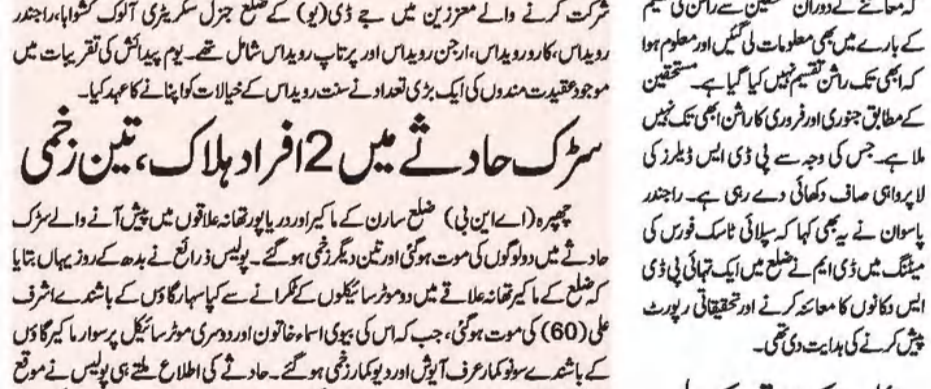 شرکت کرنے والے معززین میں جے ڈی(یو) کے ضلع جنرل سکریٹری آلوک کشواہا،راجندر
رویداس،کارو رویداس،ارجن رویداس اور پرتاپ رویداس شامل تھے۔یوم پیدائش کی تقریبات میں
موجود عقیدت مندوں کی ایک بڑی تعداد نے سنت رویداس کے خیالات کو اپنانے کا عہد کیا۔
سڑک حادثے میں 2افراد ہلاک،تین زخمی
چھپرہ(اے این بی) ضلع سارن کے ماکیر اور دریاپور تھانہ علاقوں میں پیش آنے والے سڑک
حادثے میں دو لوگوں کی موت ہوگئی اور تین دیگر زخمی ہوگئے۔پولیس ذرائع نے بدھ کے روز یہاں بتایا
کہ ضلع کے ماکیر تھانہ علاقے میں دو موٹر سائیکلوں کے ٹکرانے سے کپا سہار گاؤں کے باشندے اشرف
علی(60) کی موت ہوگئی،جب کہ اس کی بیوی اسماء خاتون اور دوسری موٹر سائیکل پر سوار ماکیر گاؤں
کے باشندے سونو کمار عرف آیوش اور دیو کمار زخمی ہوگئے۔حادثے کی اطلاع ملتے ہی پولیس نے موقع
کہ معائنے کے دوران مستحقین سے راشن کی تقسیم
کے بارے میں بھی معلومات لی گئیں اور معلوم ہوا
کہ ابھی تک راشن تقسیم نہیں کیا گیا ہے۔ مستحقین
کے مطابق جنوری اور فروری کا راشن ابھی تک نہیں
ملا ہے۔جس کی وجہ سے پی ڈی ایس ڈیلرز کی
لاپرواہی صاف دکھائی دے رہی ہے۔ راجندر
پاسوان نے یہ بھی کہا کہ سپلائی ٹاسک فورس کی
میٹنگ میں ڈی ایم نے ضلع میں ایک تہائی پی ڈی
ایس دکانوں کا معائنہ کرنے اور تحقیقاتی رپورٹ
پیش کرنے کی ہدایت دی تھی۔